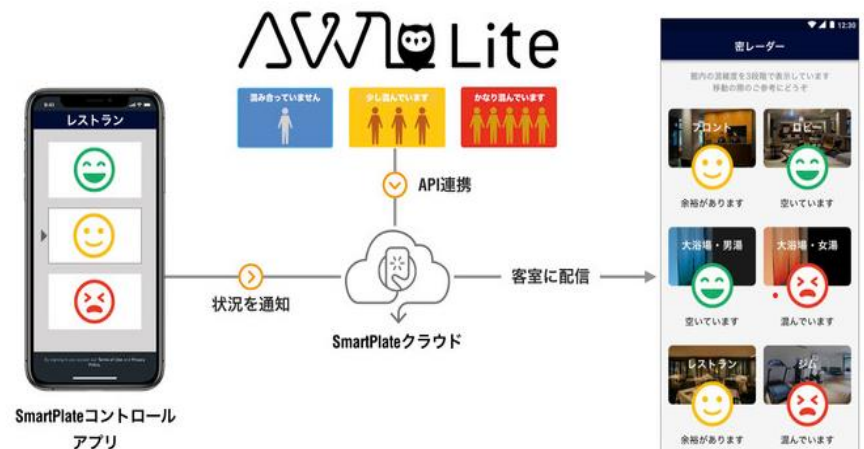 AWL Lite
混み合っていません
少し混んでいます
かなり混んでいます
API連携
9:41
レストラン
状況を通知
SmartPlateクラウド
客室に配信
SmartPlateコントロール
アプリ
12:30
密レーダー
館内の混雑度を3段階で表示しています
移動の際のご参考にどうぞ
フロント
ロビー
余裕があります
空いています
大浴場・男湯
大浴場・女湯
空いています
混んでいます
レストラン
ジム
余裕があります
混んでいます